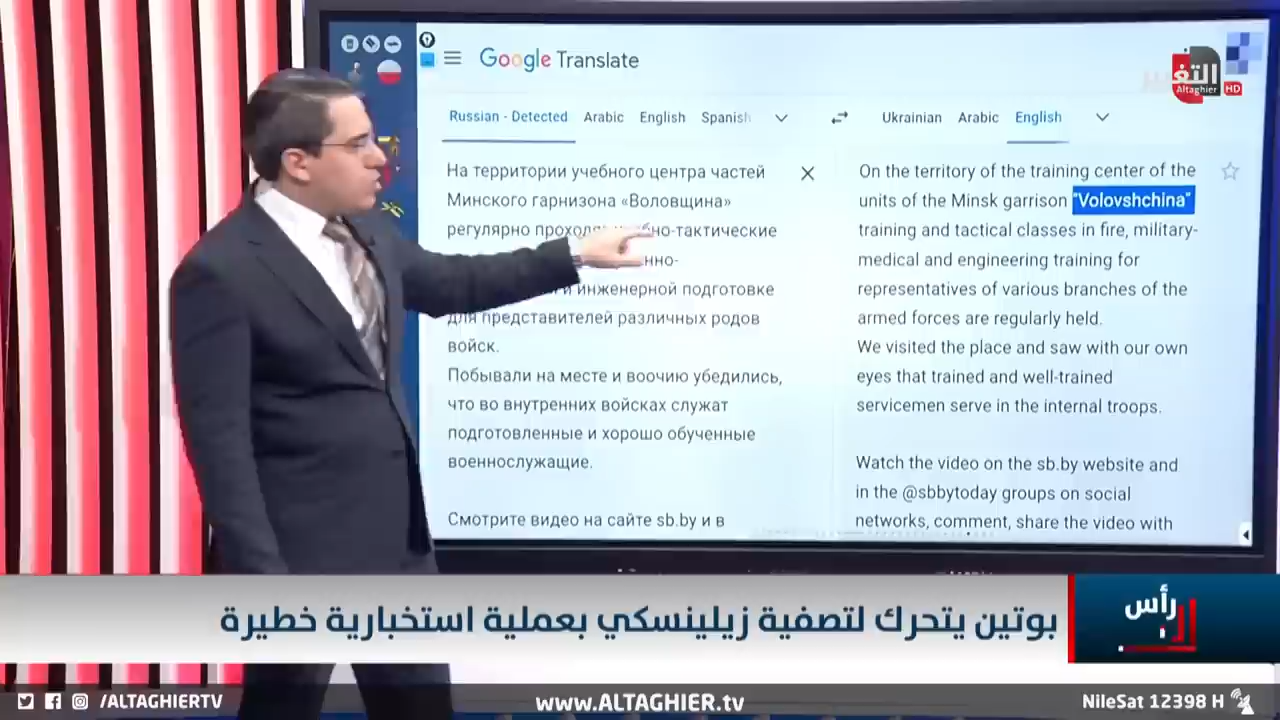 Google Translate
التغيير
Altaghier HD
Russian - Detected Arabic English Spanish
Ukrainian Arabic English
На территории учебного центра частей
Минского гарнизона «Воловщина»
регулярно но-тактические
нно-
и инженерной подготовке
для представителей различных родов
войск.
Побывали на месте и воочию убедились,
что во внутренних войсках служат
подготовленные и хорошо обученные
военнослужащие.
Смотрите видео на сайте sb.by и в
On the territory of the training center of the
units of the Minsk garrison "Volovshchina"
training and tactical classes in fire, military-
medical and engineering training for
representatives of various branches of the
armed forces are regularly held.
We visited the place and saw with our own
eyes that trained and well-trained
servicemen serve in the internal troops.
Watch the video on the sb.by website and
in the @sbbytoday groups on social
networks, comment, share the video with
بوتين يتحرك لتصفية زيلينسكي بعملية استخبارية خطيرة
الرأس
/ALTAGHIERTV
www.ALTAGHIER.tv
NileSat 12398 H